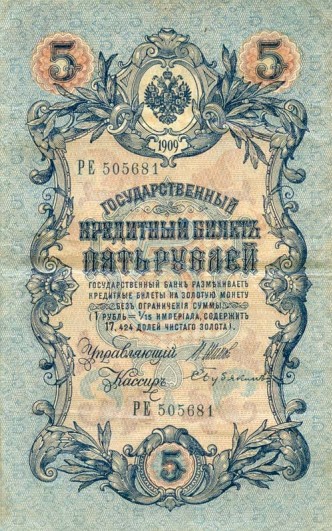 5 5
1909
РЕ 505681
ГОСУДАРСТВЕННЫЙ
КРЕДИТНЫЙ БИЛЕТЪ
ПЯТЬ РУБЛЕЙ
ГОСУДАРСТВЕННЫЙ БАНКЪ РАЗМѢНИВАЕТЪ
КРЕДИТНЫЕ БИЛЕТЫ НА ЗОЛОТУЮ МОНЕТУ
БЕЗЪ ОГРАНИЧЕНІЯ СУММЫ
(1 РУБЛЬ = 1/15 ИМПЕРІАЛА, СОДЕРЖИТЪ
17,424 ДОЛЕЙ ЧИСТАГО ЗОЛОТА).
Управляющій
Кассиръ
РЕ 505681
5